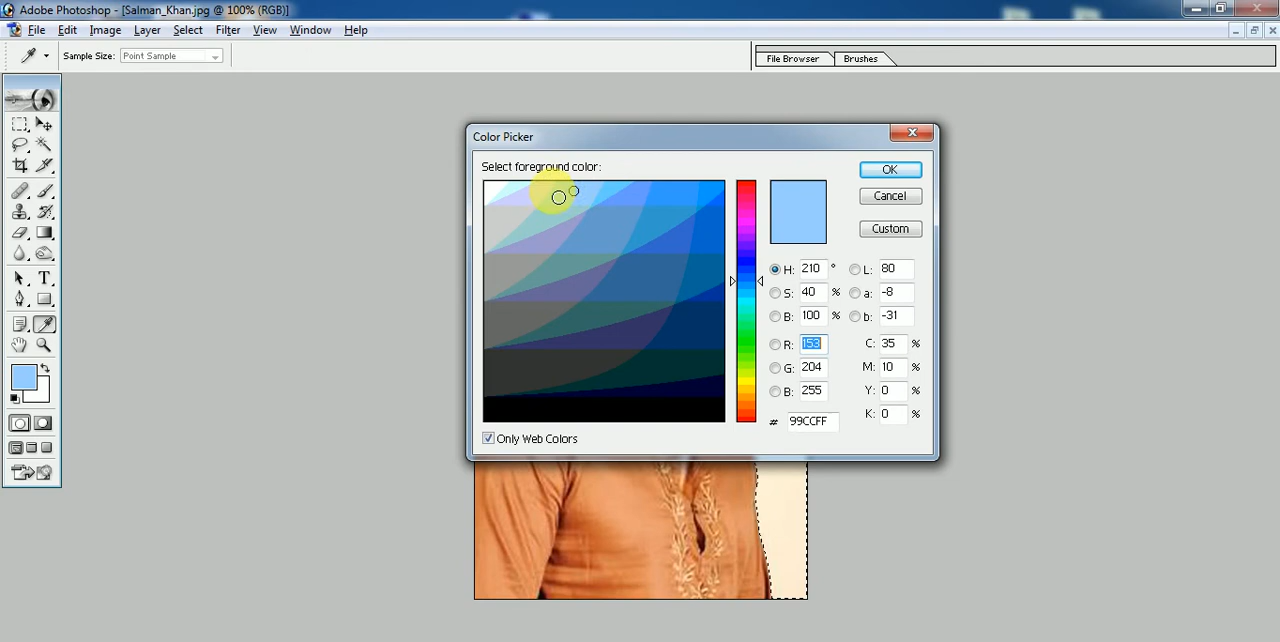 Adobe Photoshop - [Salman_Khan.jpg @ 100% (RGB)]
File Edit Image Layer Select Filter View Window Help
Sample Size: Point Sample
File Browser Brushes
Color Picker
Select foreground color:
OK
Cancel
Custom
H: 210 ° L: 80
S: 40 % a: -8
B: 100 % b: -31
R: 153 C: 35 %
G: 204 M: 10 %
B: 255 Y: 0 %
# 99CCFF K: 0 %
Only Web Colors
T